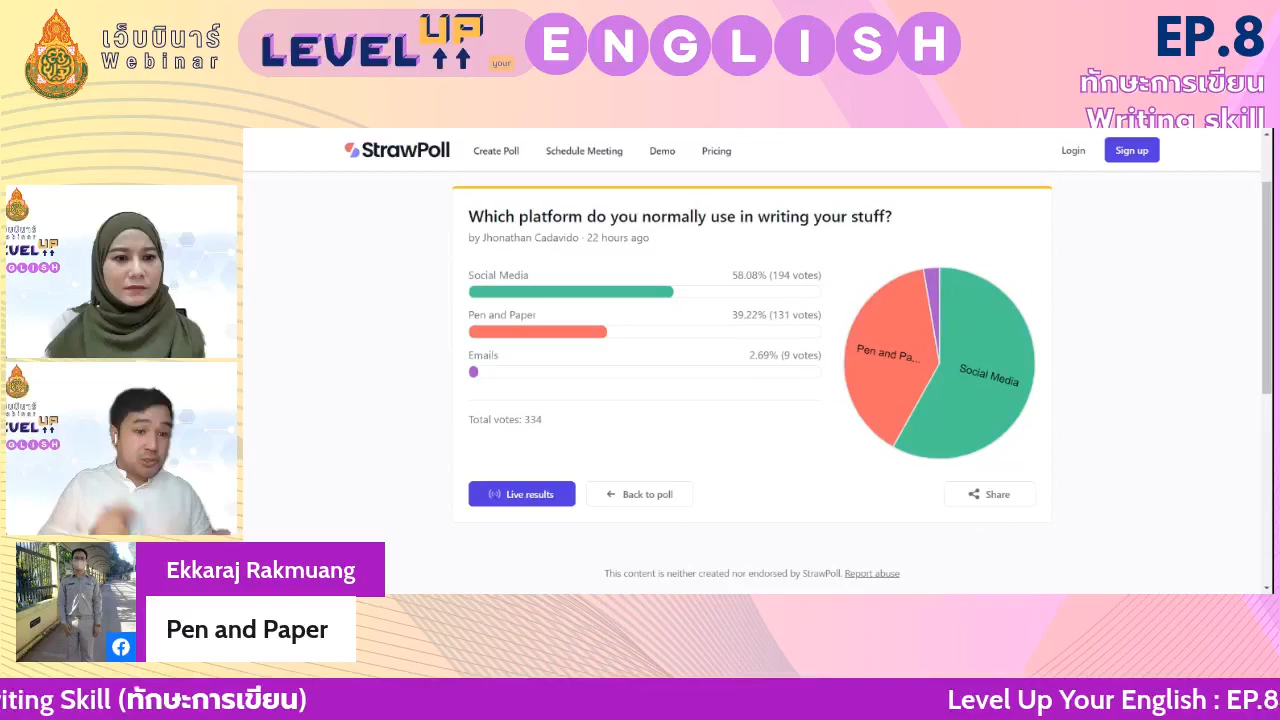 เว็บบินาร์
Webinar
LEVEL UP your ENGLISH
EP.8
ทักษะการเขียน
Writing skill
StrawPoll
Create Poll
Schedule Meeting
Demo
Pricing
Login
Sign up
Which platform do you normally use in writing your stuff?
by Jhonathan Cadavido · 22 hours ago
Social Media 58.08% (194 votes)
Pen and Paper 39.22% (131 votes)
Emails 2.69% (9 votes)
Total votes: 334
Pen and Pa...
Social Media
Live results
Back to poll
Share
This content is neither created nor endorsed by StrawPoll. Report abuse
Ekkaraj Rakmuang
Pen and Paper
iting Skill (ทักษะการเขียน)
Level Up Your English : EP.8